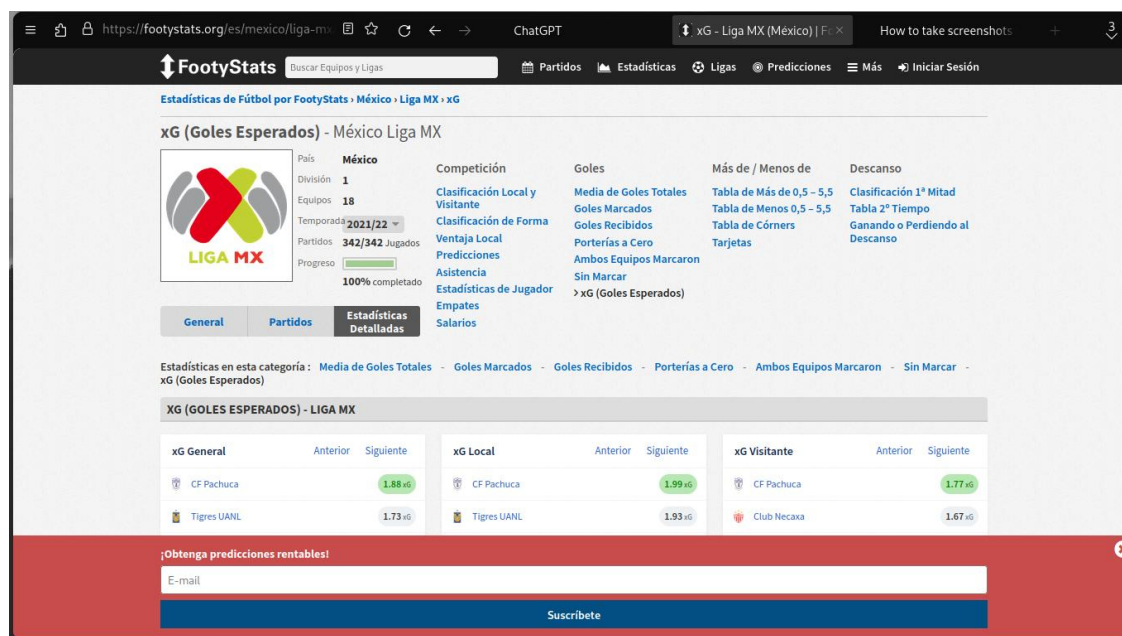 https://footystats.org/es/mexico/liga-mx
ChatGPT
xG - Liga MX (México) | Fo
How to take screenshots
3
FootyStats
Buscar Equipos y Ligas
Partidos
Estadísticas
Ligas
Predicciones
Más
Iniciar Sesión
Estadísticas de Fútbol por FootyStats › México › Liga MX › xG
xG (Goles Esperados) - México Liga MX
LIGA MX
País México
División 1
Equipos 18
Temporada 2021/22
Partidos 342/342 Jugados
Progreso
100% completado
Competición
Clasificación Local y
Visitante
Clasificación de Forma
Ventaja Local
Predicciones
Asistencia
Estadísticas de Jugador
Empates
Salarios
Goles
Media de Goles Totales
Goles Marcados
Goles Recibidos
Porterías a Cero
Ambos Equipos Marcaron
Sin Marcar
xG (Goles Esperados)
Más de / Menos de
Tabla de Más de 0,5 – 5,5
Tabla de Menos 0,5 – 5,5
Tabla de Córners
Tarjetas
Descanso
Clasificación 1ª Mitad
Tabla 2º Tiempo
Ganando o Perdiendo al
Descanso
General
Partidos
Estadísticas
Detalladas
Estadísticas en esta categoría : Media de Goles Totales - Goles Marcados - Goles Recibidos - Porterías a Cero - Ambos Equipos Marcaron - Sin Marcar -
xG (Goles Esperados)
XG (GOLES ESPERADOS) - LIGA MX
xG General Anterior Siguiente
CF Pachuca 1.88 xG
Tigres UANL 1.73 xG
xG Local Anterior Siguiente
CF Pachuca 1.99 xG
Tigres UANL 1.93 xG
xG Visitante Anterior Siguiente
CF Pachuca 1.77 xG
Club Necaxa 1.67 xG
¡Obtenga predicciones rentables!
E-mail
Suscríbete